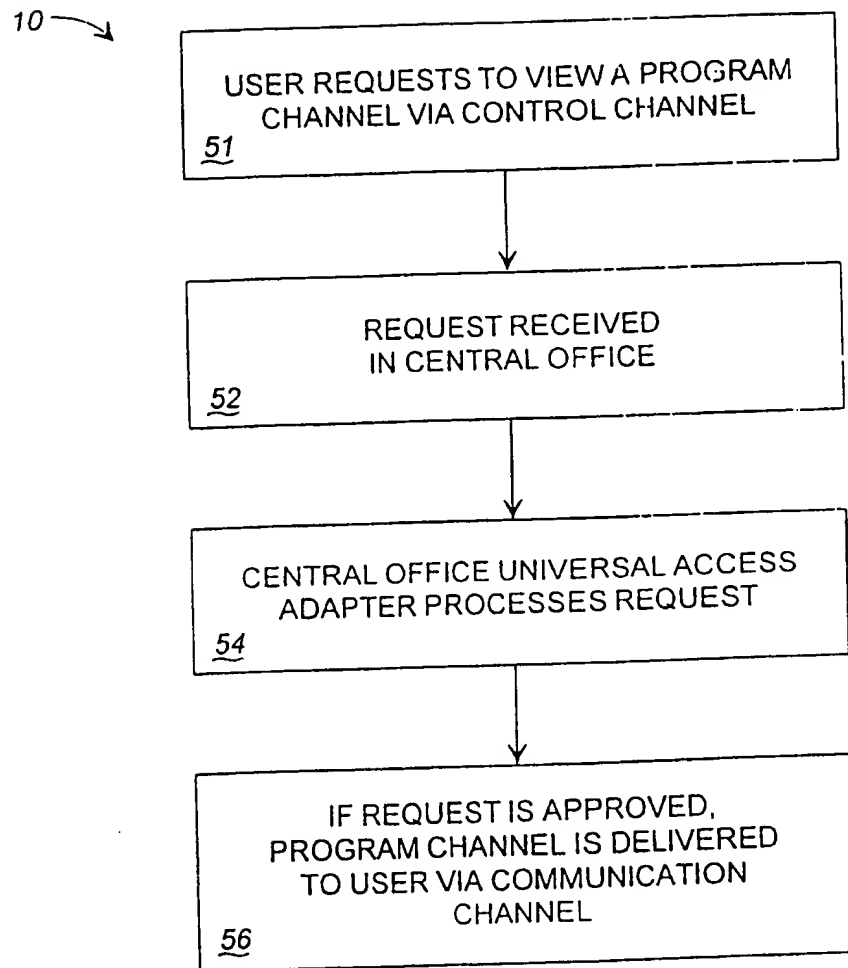 10
USER REQUESTS TO VIEW A PROGRAM
CHANNEL VIA CONTROL CHANNEL
51
REQUEST RECEIVED
IN CENTRAL OFFICE
52
CENTRAL OFFICE UNIVERSAL ACCESS
ADAPTER PROCESSES REQUEST
54
IF REQUEST IS APPROVED,
PROGRAM CHANNEL IS DELIVERED
TO USER VIA COMMUNICATION
CHANNEL
56